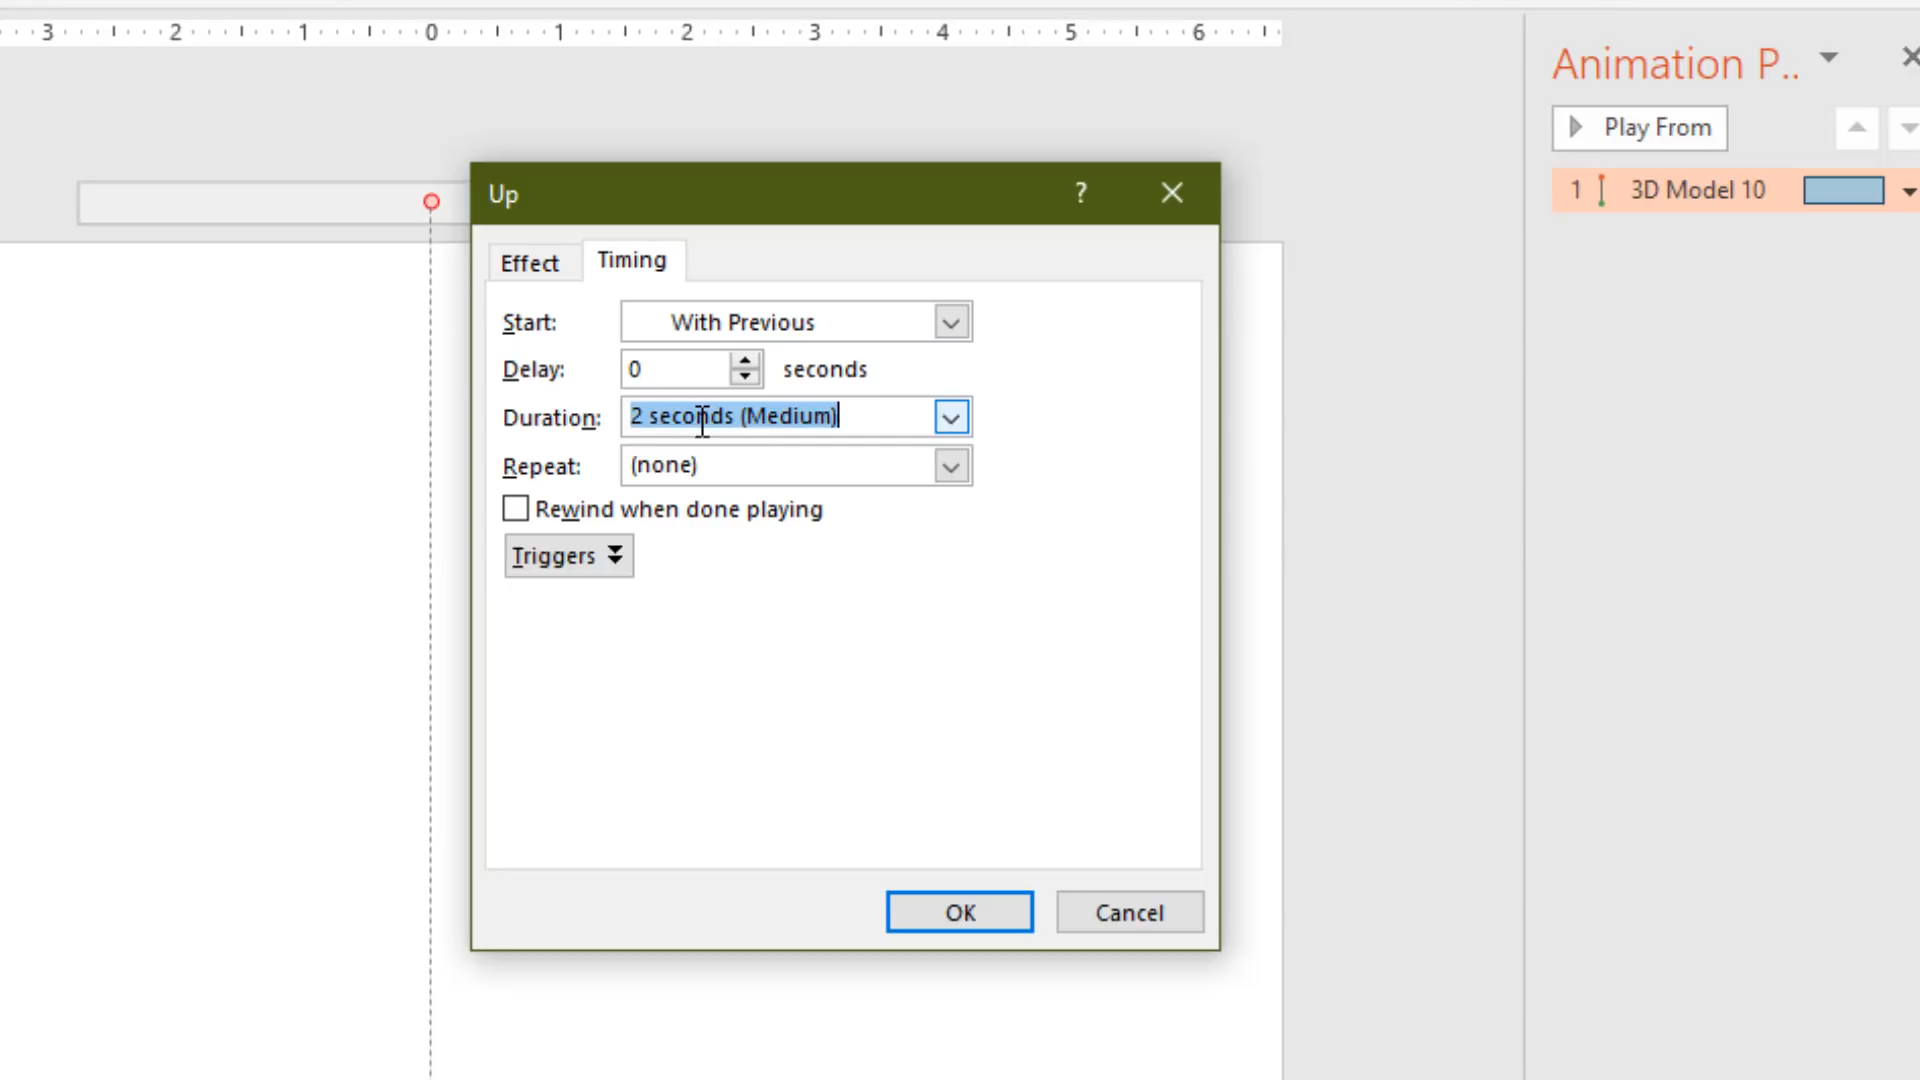 3 2 1 0 1 2 3 4 5 6
Animation P..
Play From
1 3D Model 10
Up ?
Effect Timing
Start: With Previous
Delay: 0 seconds
Duration: 2 seconds (Medium)
Repeat: (none)
Rewind when done playing
Triggers
OK Cancel